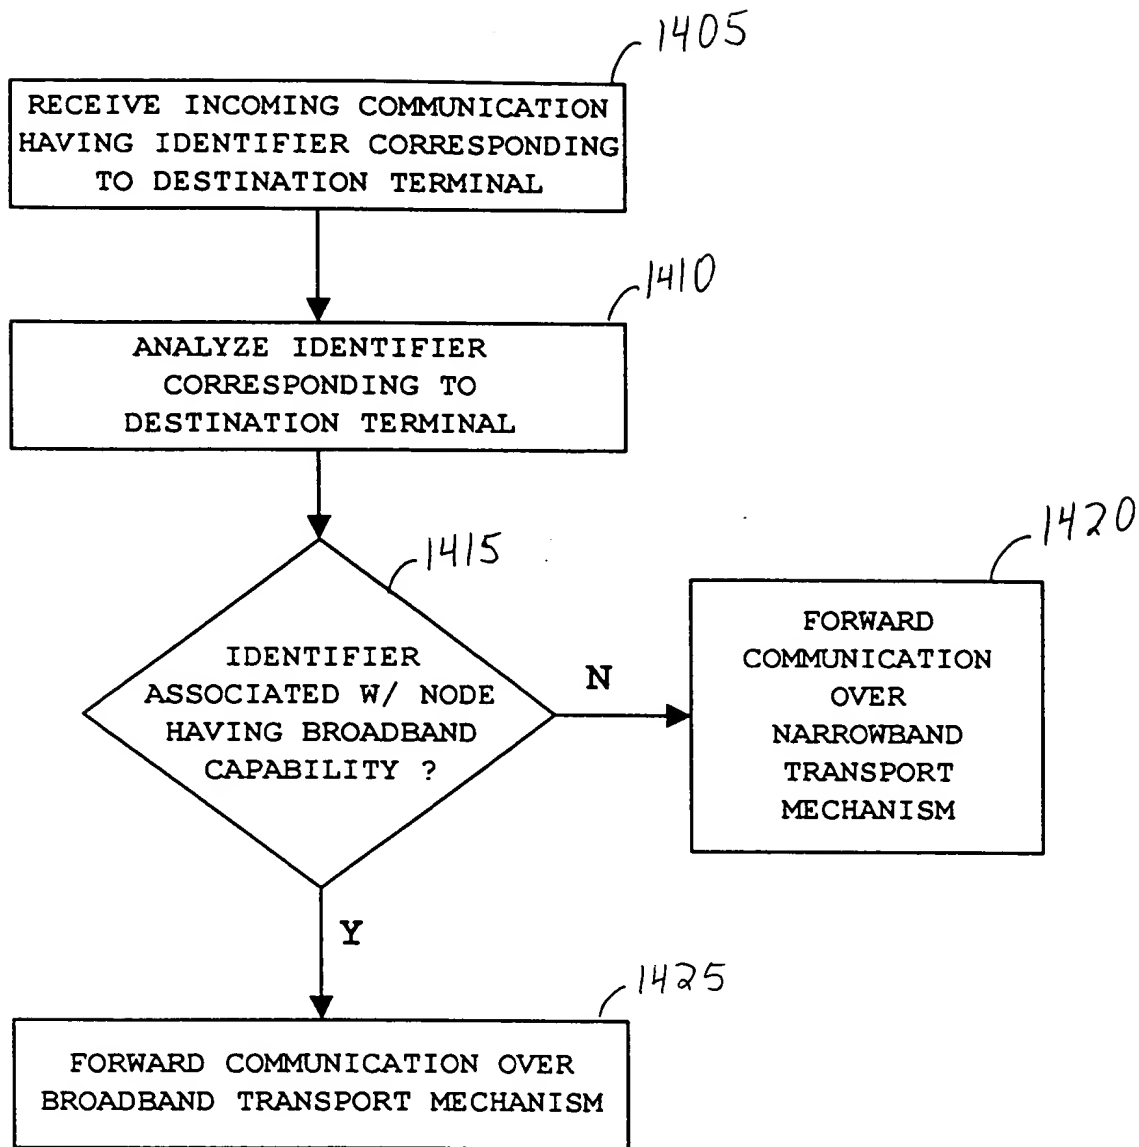 1405
RECEIVE INCOMING COMMUNICATION
HAVING IDENTIFIER CORRESPONDING
TO DESTINATION TERMINAL
1410
ANALYZE IDENTIFIER
CORRESPONDING TO
DESTINATION TERMINAL
1415
IDENTIFIER
ASSOCIATED W/ NODE
HAVING BROADBAND
CAPABILITY ?
N
1420
FORWARD
COMMUNICATION
OVER
NARROWBAND
TRANSPORT
MECHANISM
Y
1425
FORWARD COMMUNICATION OVER
BROADBAND TRANSPORT MECHANISM